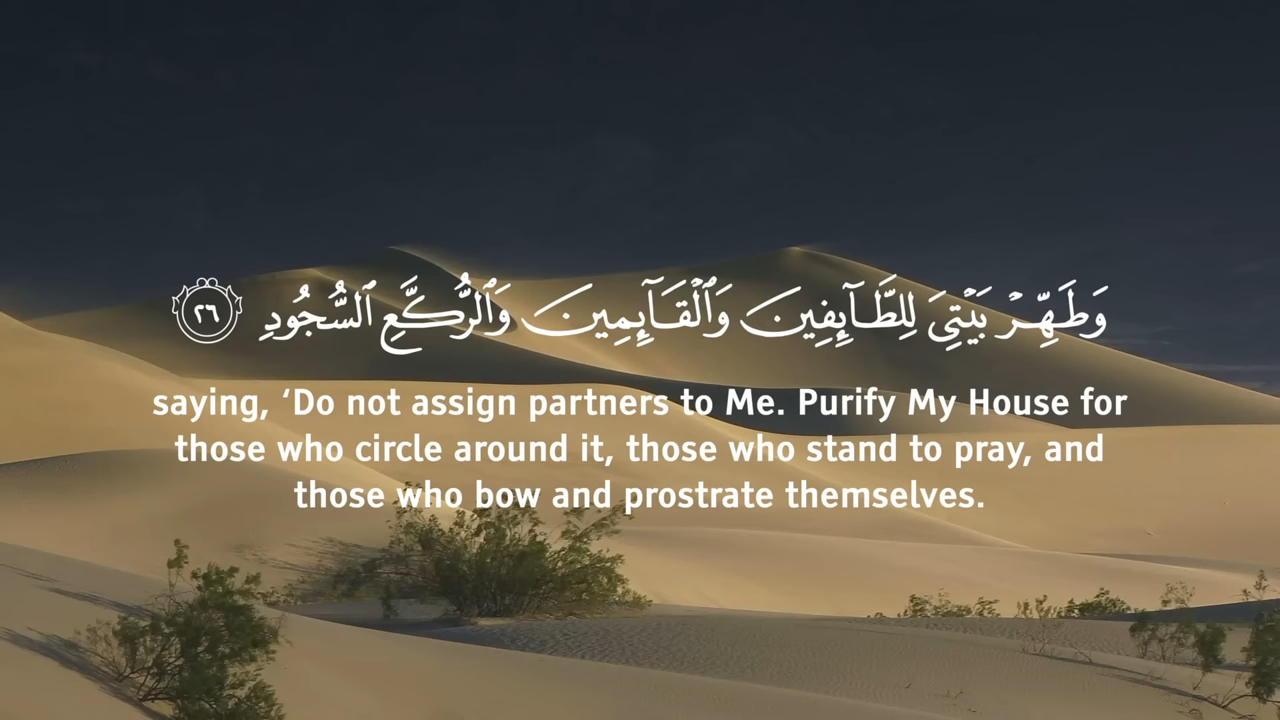 وَطَهِّرۡ بَيۡتِيَ لِلطَّآئِفِينَ وَٱلۡقَآئِمِينَ وَٱلرُّكَّعِ ٱلسُّجُودِ ٢٦
saying, ‘Do not assign partners to Me. Purify My House for
those who circle around it, those who stand to pray, and
those who bow and prostrate themselves.